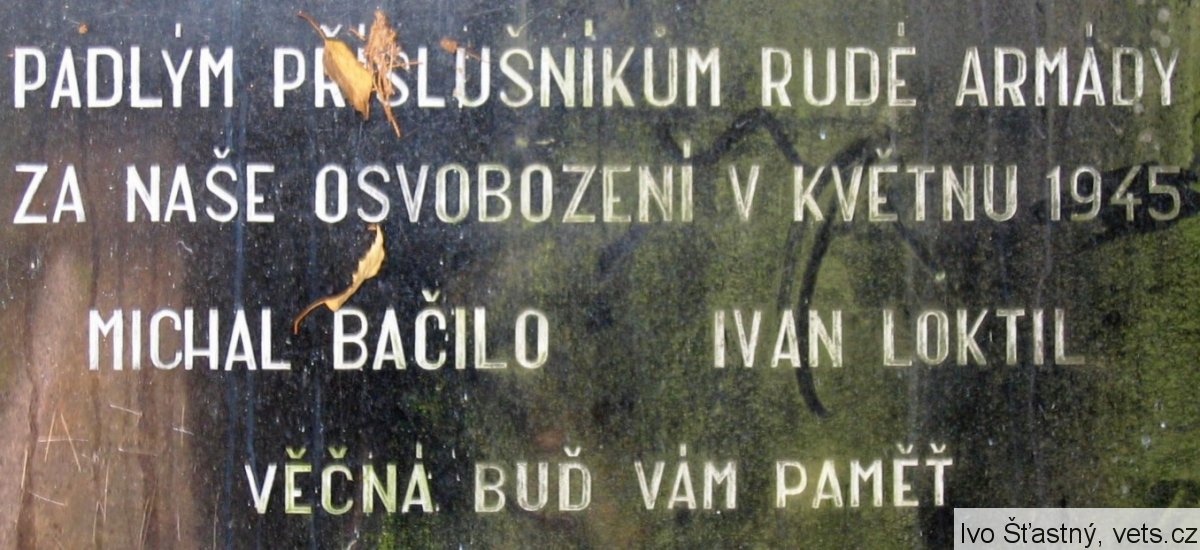 PADLÝM PŘÍSLUŠNÍKŮM RUDÉ ARMÁDY
ZA NAŠE OSVOBOZENÍ V KVĚTNU 1945
MICHAL BAČILO IVAN LOKTIL
VĚČNÁ BUĎ VÁM PAMĚŤ
Ivo Šťastný, vets.cz